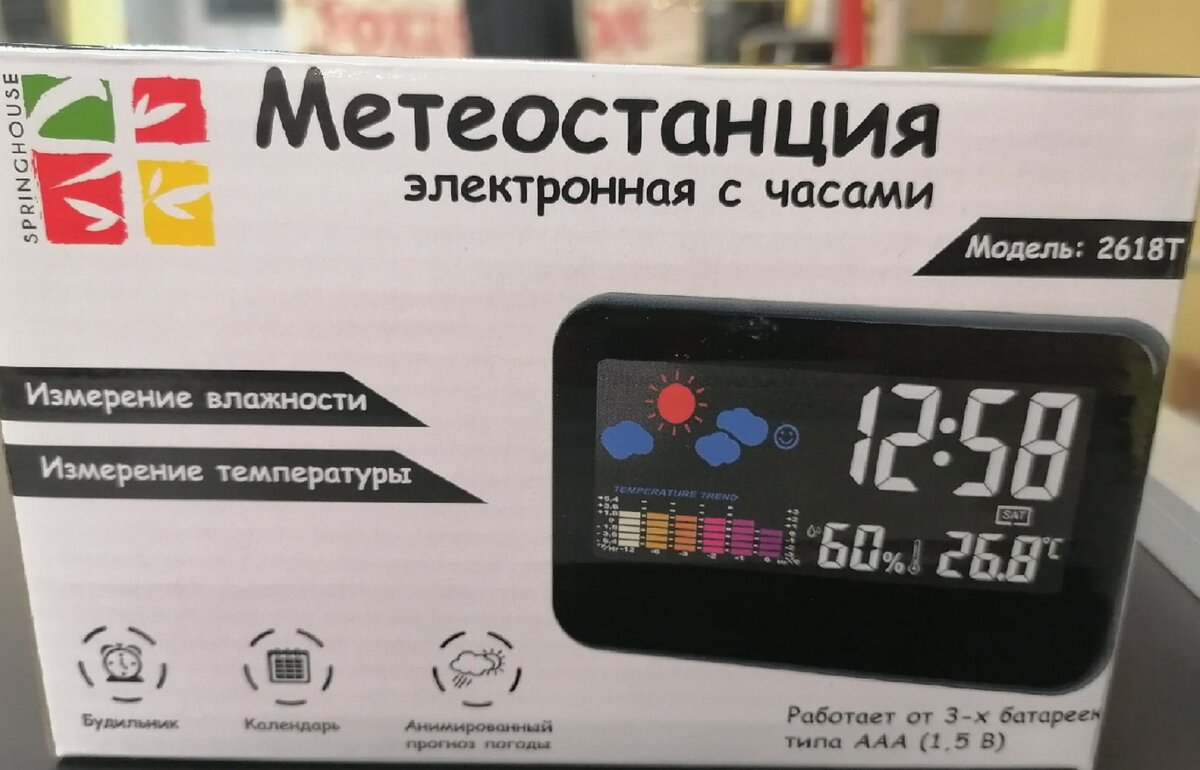 SPRINGHOUSE
Метеостанция
электронная с часами
Модель: 2618T
Измерение влажности
Измерение температуры
12:58
TEMPERATURE TREND
SAT
60%
26.8°C
Будильник
Календарь
Анимированный
прогноз погоды
Работает от 3-х батареек
типа ААА (1,5 В)